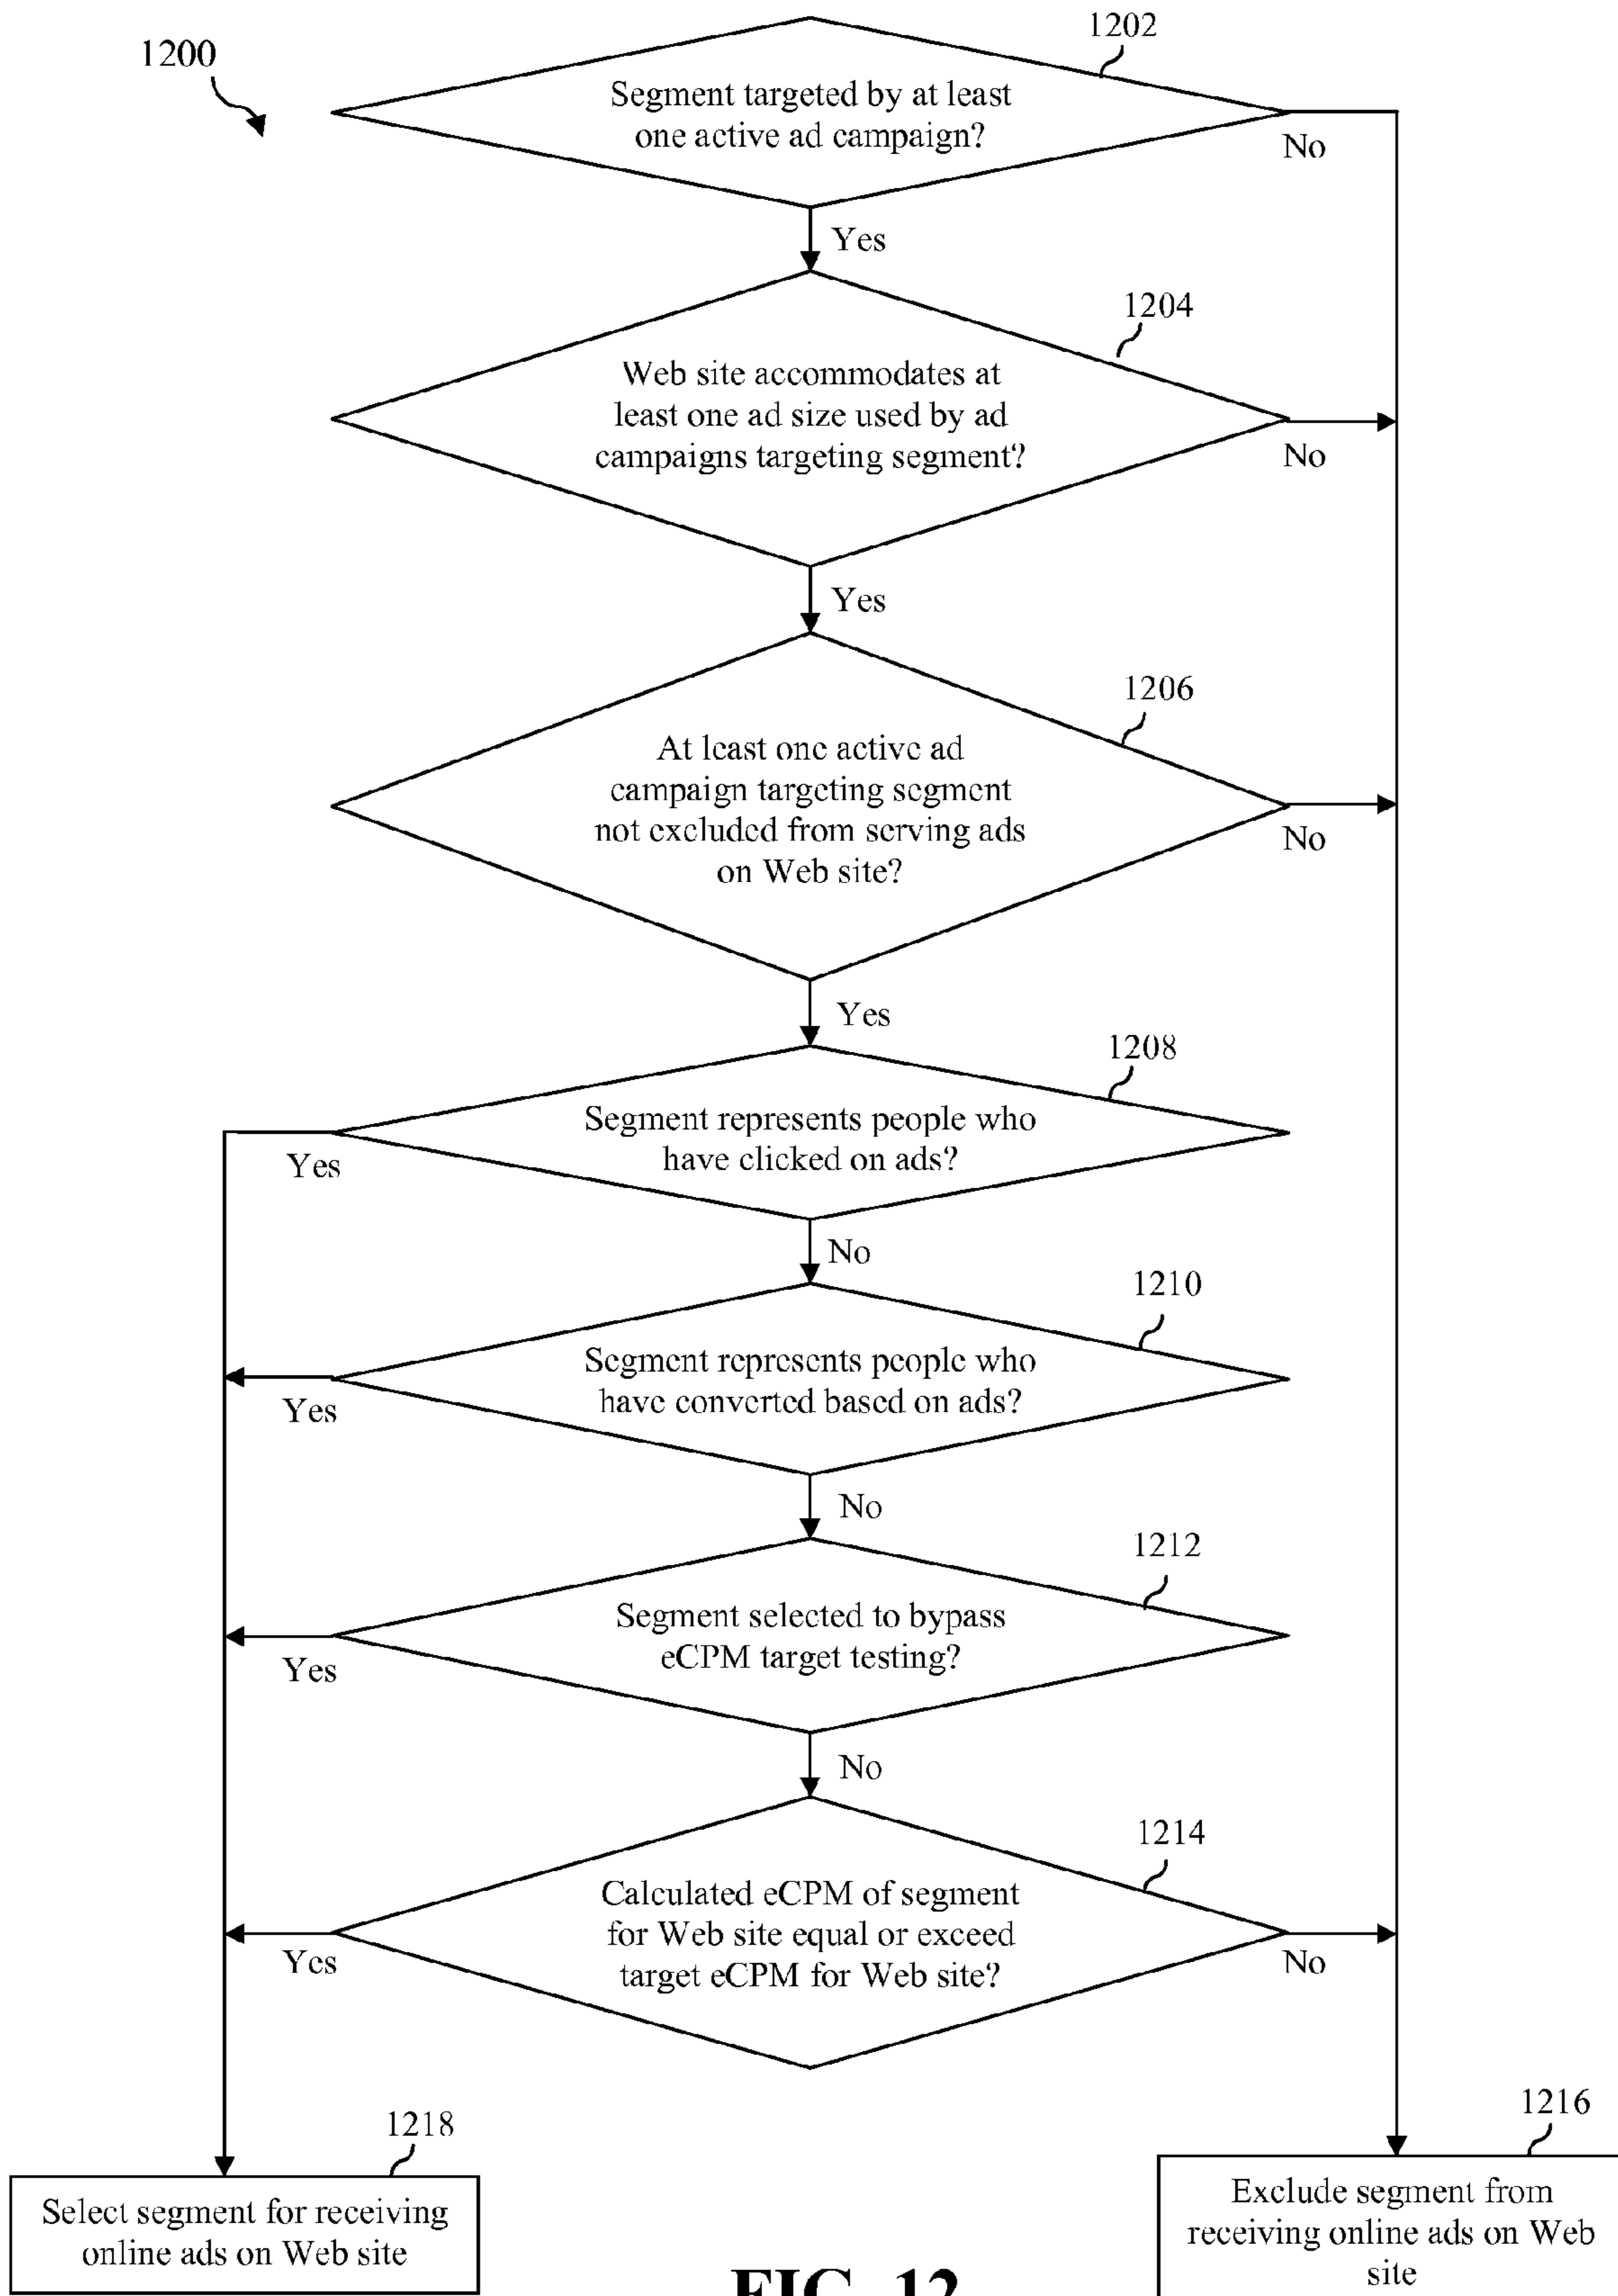 1200
1202
Segment targeted by at least
one active ad campaign?
No
Yes
1204
Web site accommodates at
least one ad size used by ad
campaigns targeting segment?
No
Yes
1206
At least one active ad
campaign targeting segment
not excluded from serving ads
on Web site?
No
Yes
1208
Segment represents people who
have clicked on ads?
Yes
No
1210
Segment represents people who
have converted based on ads?
Yes
No
1212
Segment selected to bypass
eCPM target testing?
Yes
No
1214
Calculated eCPM of segment
for Web site equal or exceed
target eCPM for Web site?
Yes
No
1218
Select segment for receiving
online ads on Web site
1216
Exclude segment from
receiving online ads on Web
site
FIG. 12